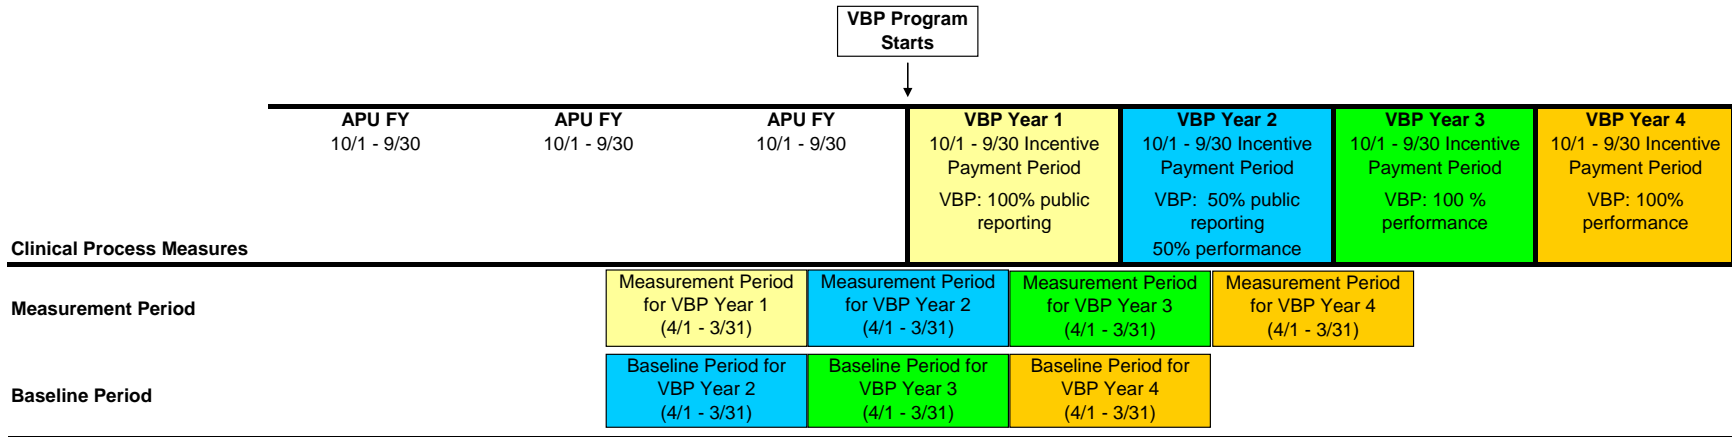 VBP Program
Starts
APU FY
10/1 - 9/30
APU FY
10/1 - 9/30
APU FY
10/1 - 9/30
VBP Year 1
10/1 - 9/30 Incentive
Payment Period
VBP: 100% public
reporting
VBP Year 2
10/1 - 9/30 Incentive
Payment Period
VBP:  50% public
reporting
50% performance
VBP Year 3
10/1 - 9/30 Incentive
Payment Period
VBP: 100 %
performance
VBP Year 4
10/1 - 9/30 Incentive
Payment Period
VBP: 100%
performance
Clinical Process Measures
Measurement Period
Measurement Period
for VBP Year 1
(4/1 - 3/31)
Measurement Period
for VBP Year 2
(4/1 - 3/31)
Measurement Period
for VBP Year 3
(4/1 - 3/31)
Measurement Period
for VBP Year 4
(4/1 - 3/31)
Baseline Period
Baseline Period for
VBP Year 2
(4/1 - 3/31)
Baseline Period for
VBP Year 3
(4/1 - 3/31)
Baseline Period for
VBP Year 4
(4/1 - 3/31)